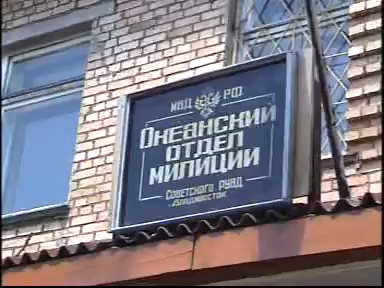 МВД РФ
ОКЕАНСКИЙ
ОТДЕЛ
МИЛИЦИИ
СОВЕТСКОГО РУВД
Г.ВЛАДИВОСТОК